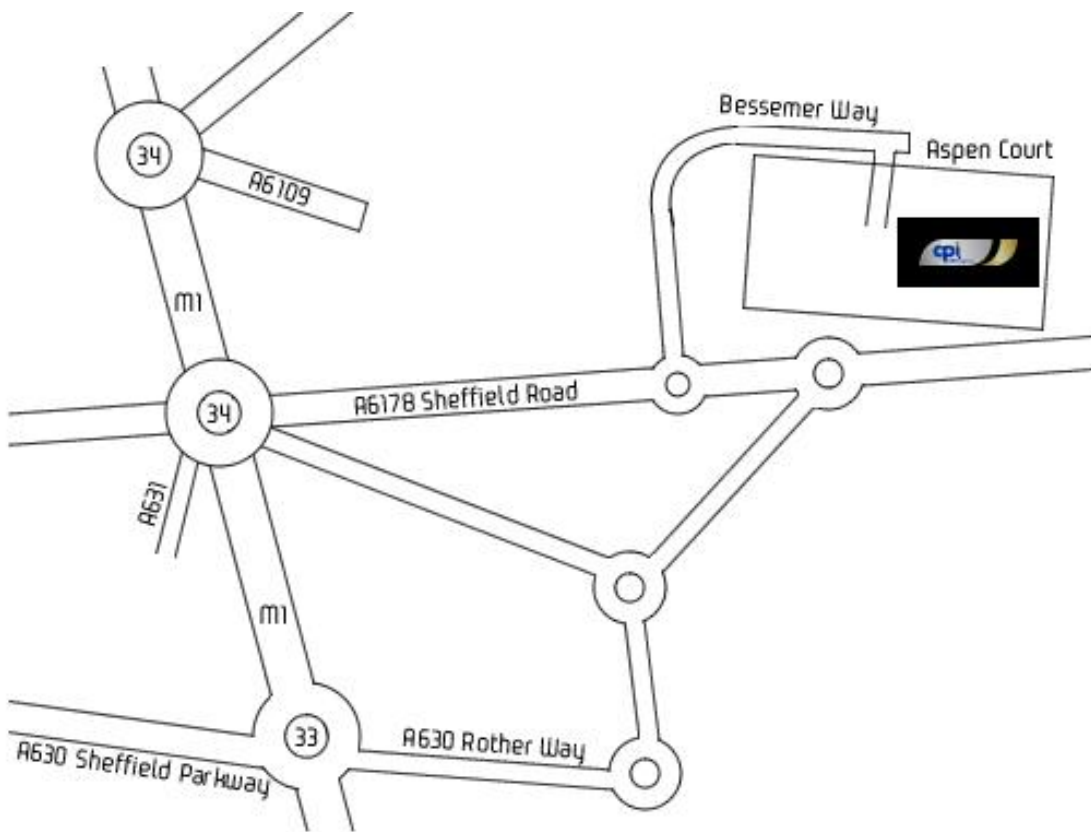 Bessemer Way
Aspen Court
34
A6109
cpi
M1
34
A6178 Sheffield Road
A631
M1
33
A630 Rother Way
A630 Sheffield Parkway